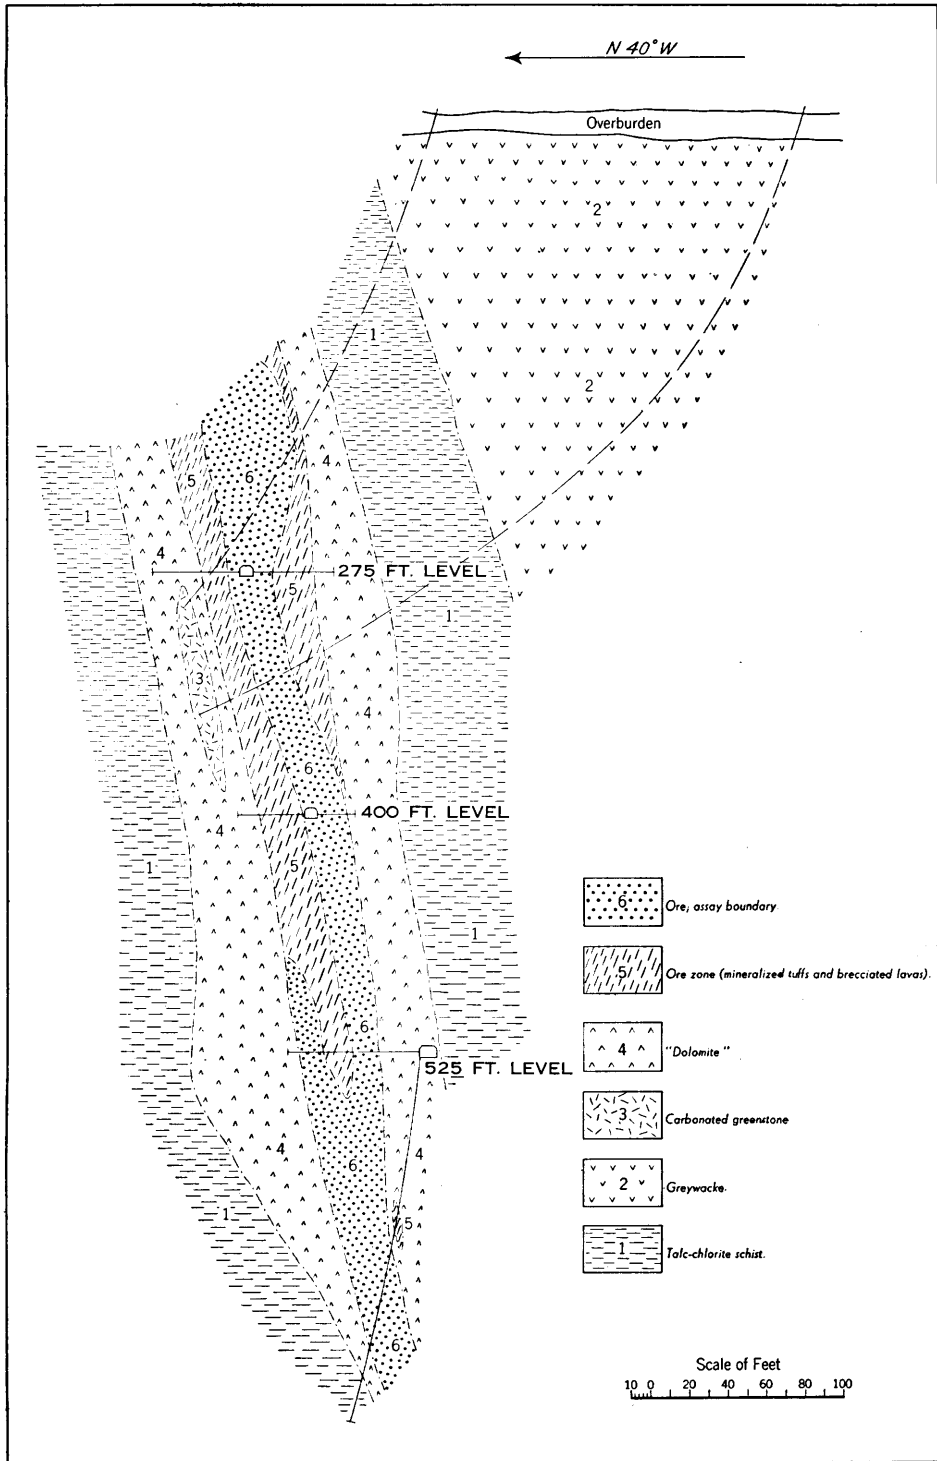 N 40° W
Overburden
2
1
2
4
6
5
1
4
275 FT. LEVEL
5
1
3
4
6
400 FT. LEVEL
4
5
1
1
6
525 FT. LEVEL
4
4
6
1
5
6
6 Ore; assay boundary.
5 Ore zone (mineralized tuffs and brecciated lavas).
4 "Dolomite"
3 Carbonated greenstone
2 Greywacke.
1 Talc-chlorite schist.
Scale of Feet
10 0 20 40 60 80 100